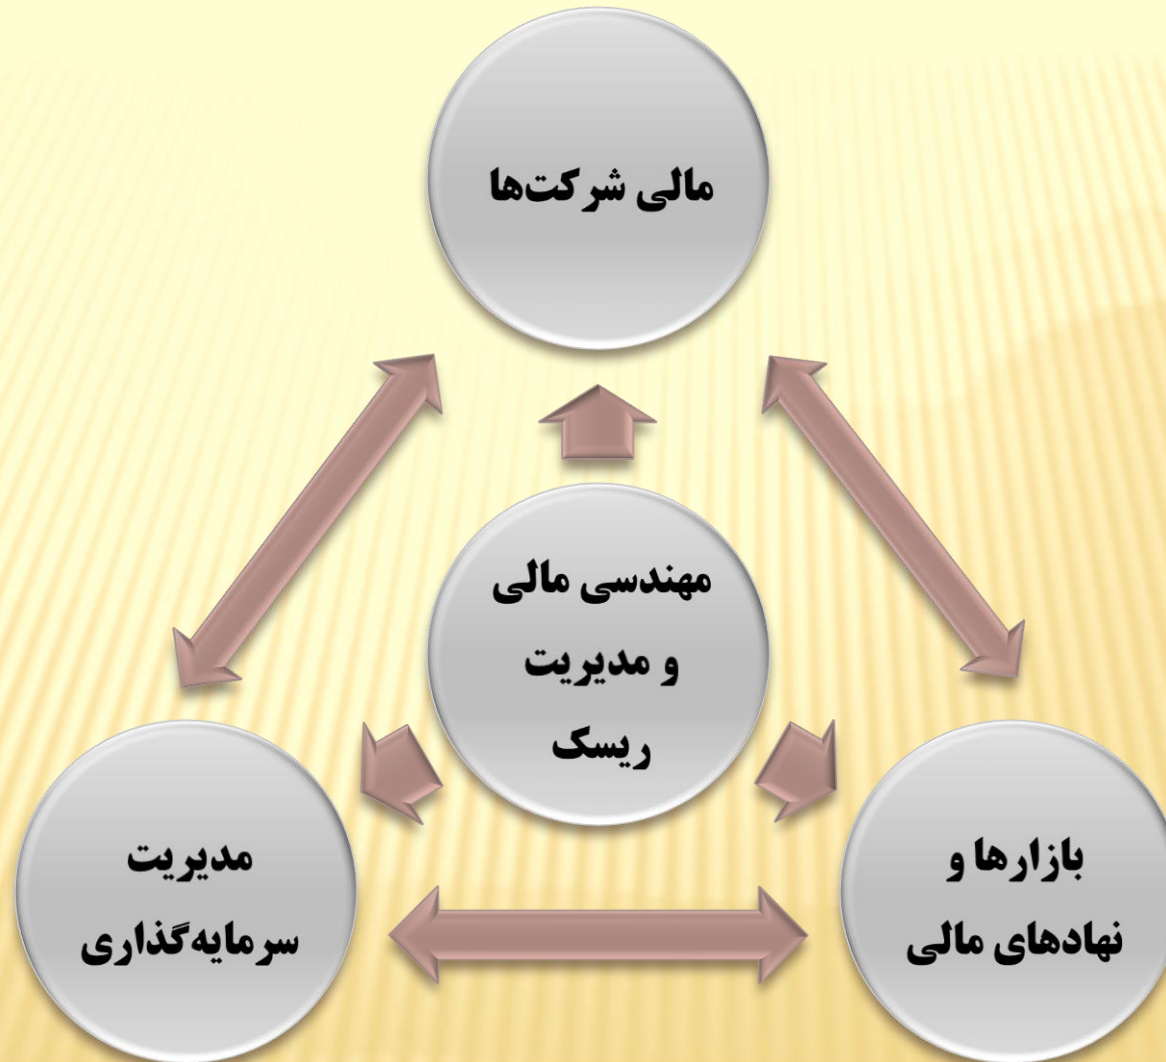 مالی شرکت‌ها
مهندسی مالی
و مدیریت
ریسک
بازارها و
نهادهای مالی
مدیریت
سرمایه‌گذاری